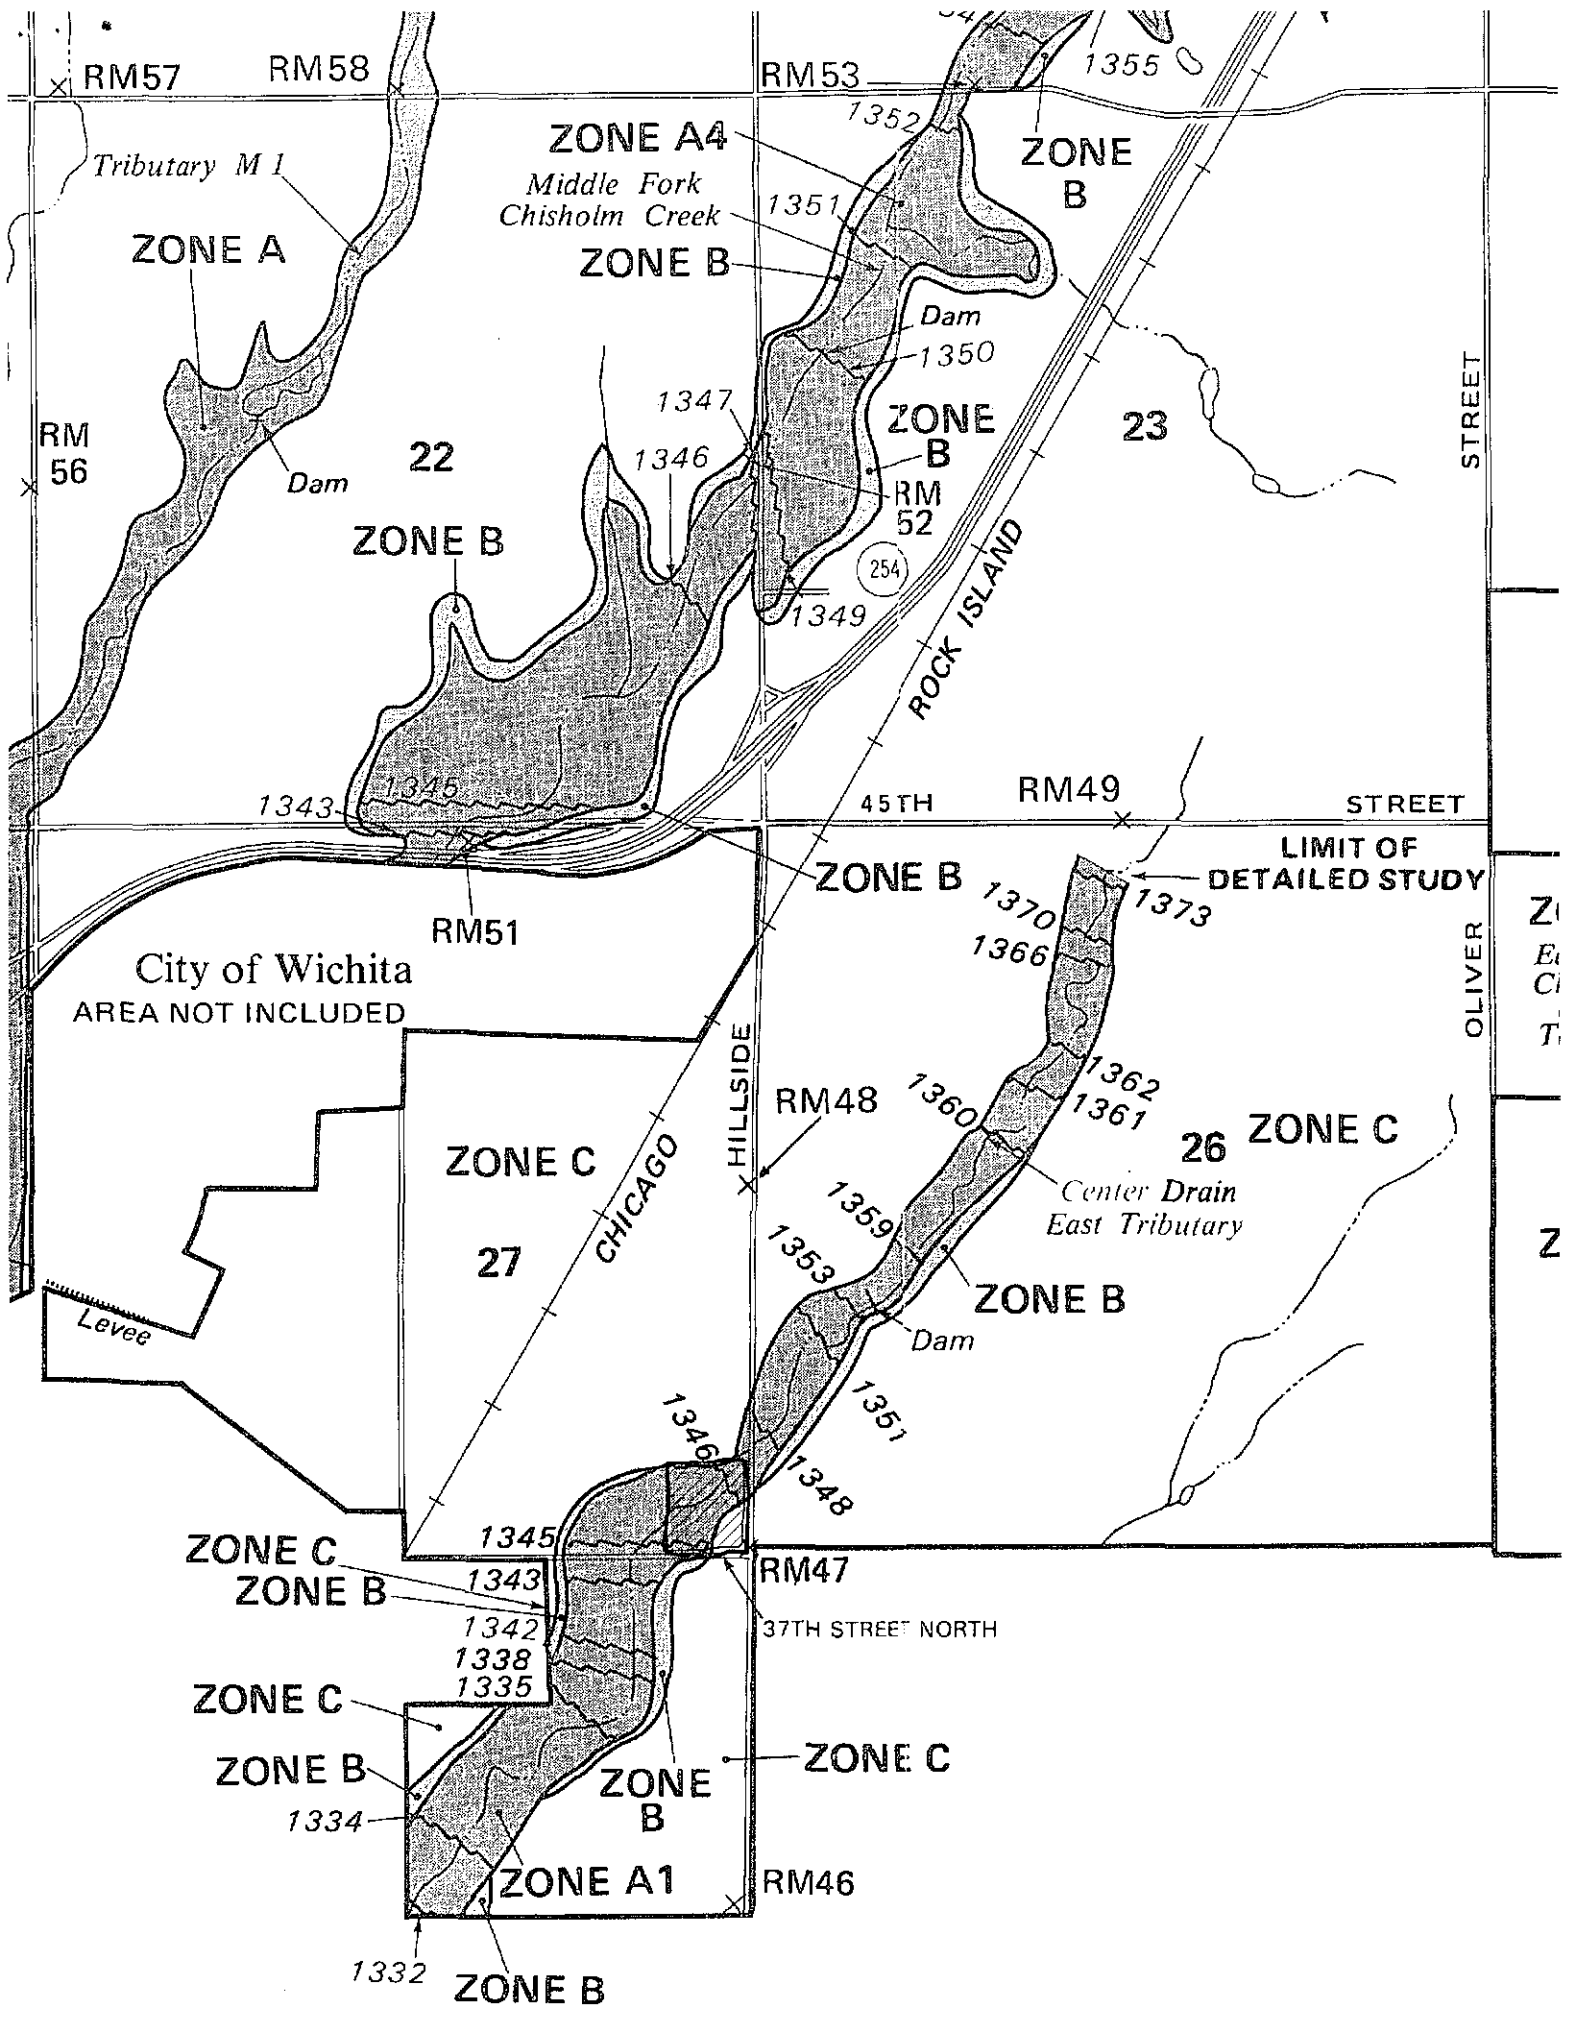 RM57
RM58
RM53
1355
1352
ZONE A4
ZONE
B
Tributary M 1
Middle Fork
Chisholm Creek
1351
ZONE A
ZONE B
Dam
1350
STREET
1347
ZONE
B
23
RM
56
22
1346
Dam
RM
52
ZONE B
254
ROCK ISLAND
1349
1345
1343
45TH
RM49
STREET
LIMIT OF
DETAILED STUDY
ZONE B
1370
1373
RM51
1366
OLIVER
City of Wichita
AREA NOT INCLUDED
HILLSIDE
1362
1360
1361
RM48
26
ZONE C
ZONE C
CHICAGO
Center Drain
East Tributary
1359
1353
27
ZONE B
Levee
Dam
1351
1346
1348
1345
ZONE C
1343
RM47
ZONE B
1342
37TH STREET NORTH
1338
1335
ZONE C
ZONE C
ZONE B
ZONE
B
1334
ZONE A1
RM46
1332
ZONE B